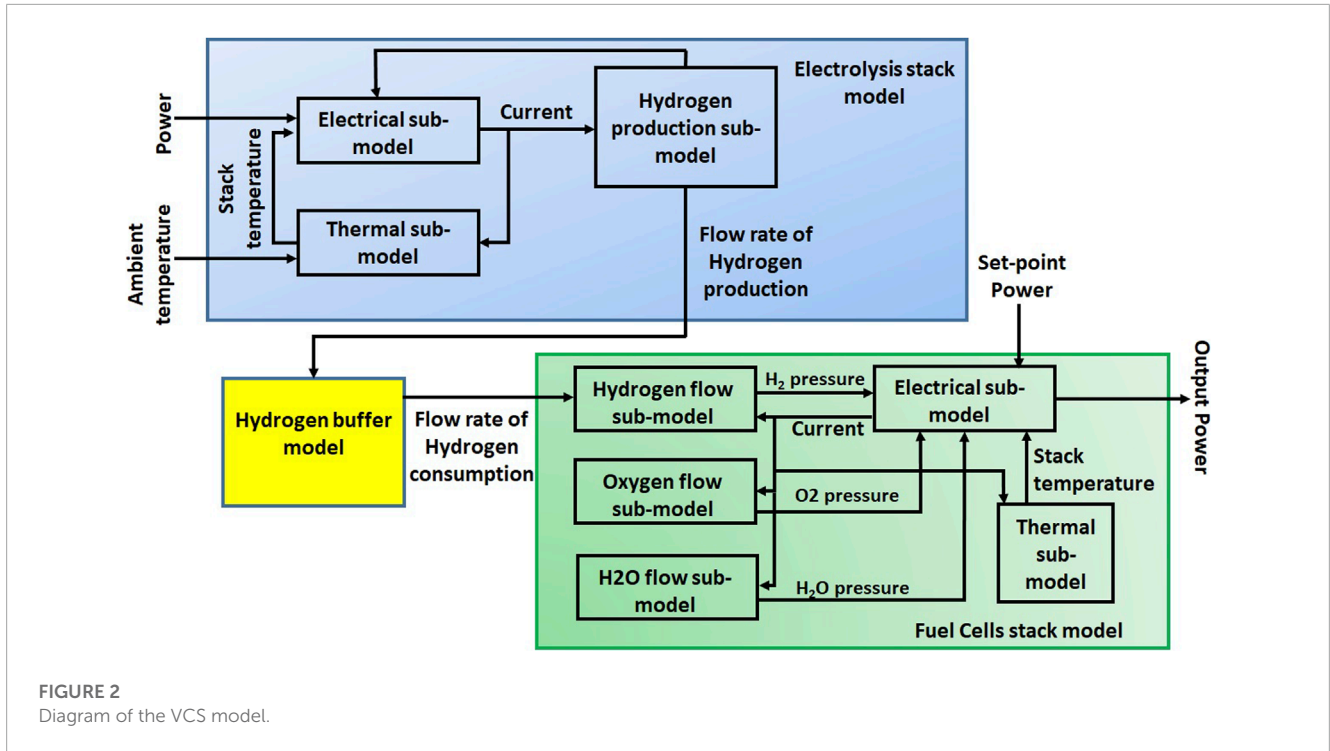 Electrolysis stack
model
Power
Electrical sub-
model
Current
Hydrogen
production sub-
model
Stack
temperature
Thermal sub-
model
Ambient
temperature
Flow rate of
Hydrogen
production
Set-point
Power
Hydrogen buffer
model
Flow rate of
Hydrogen
consumption
Hydrogen flow
sub-model
H₂ pressure
Electrical sub-
model
Output Power
Current
Oxygen flow
sub-model
O2 pressure
Stack
temperature
Thermal
sub-
model
H2O flow sub-
model
H₂O pressure
Fuel Cells stack model
FIGURE 2
Diagram of the VCS model.